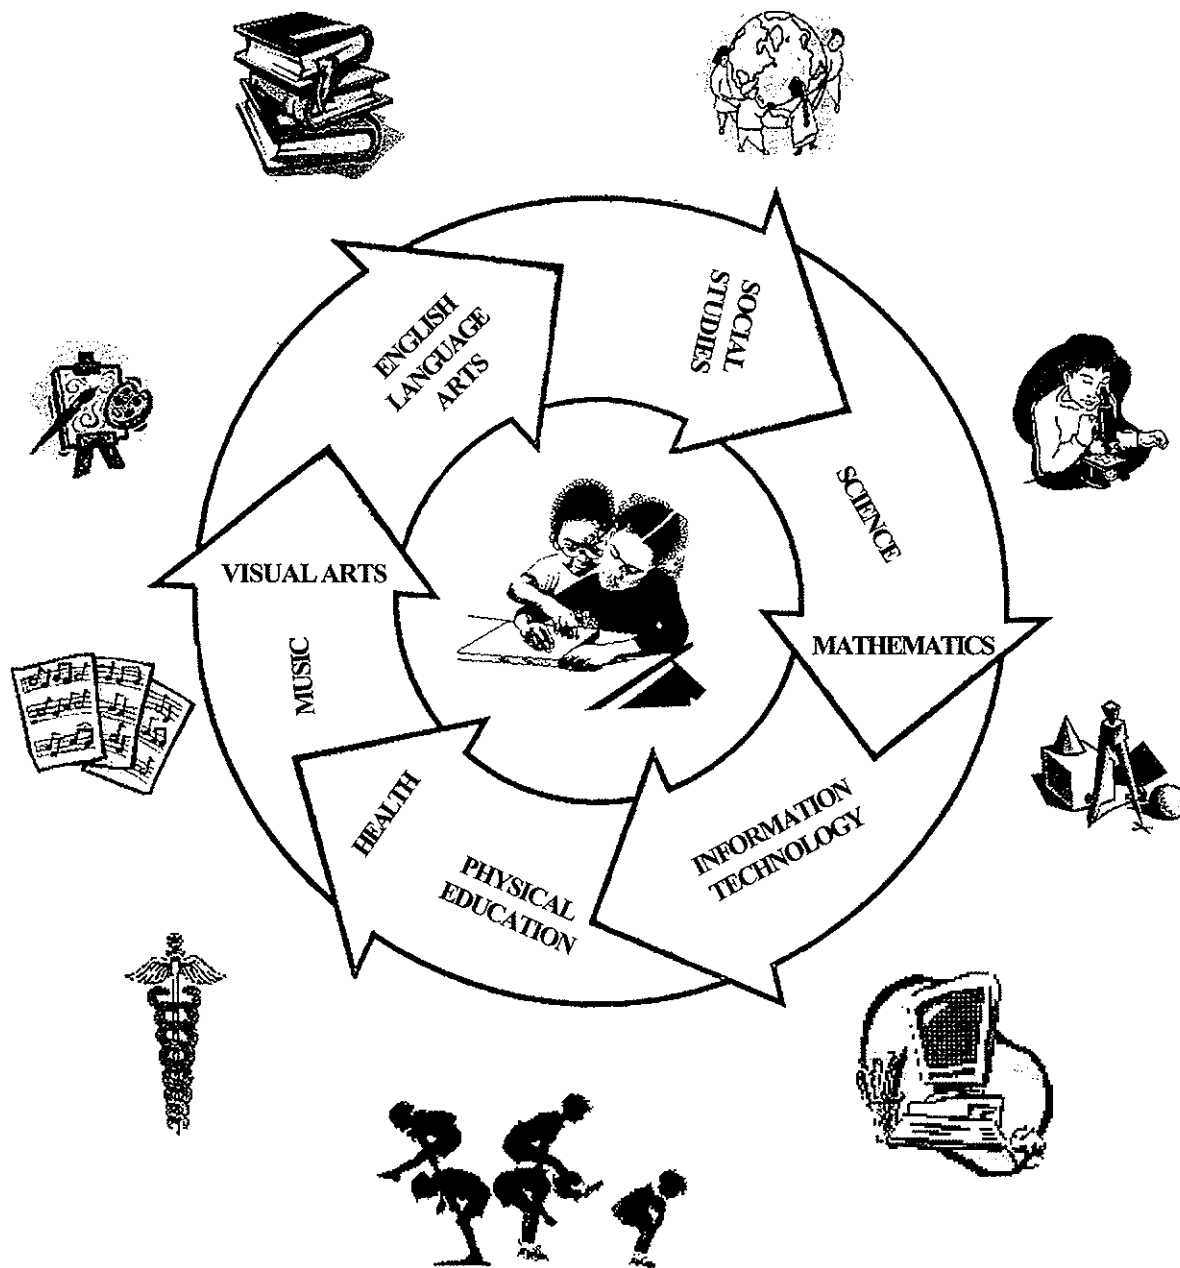 ENGLISH
LANGUAGE
ARTS
SOCIAL
STUDIES
SCIENCE
MATHEMATICS
INFORMATION
TECHNOLOGY
PHYSICAL
EDUCATION
HEALTH
MUSIC
VISUAL ARTS